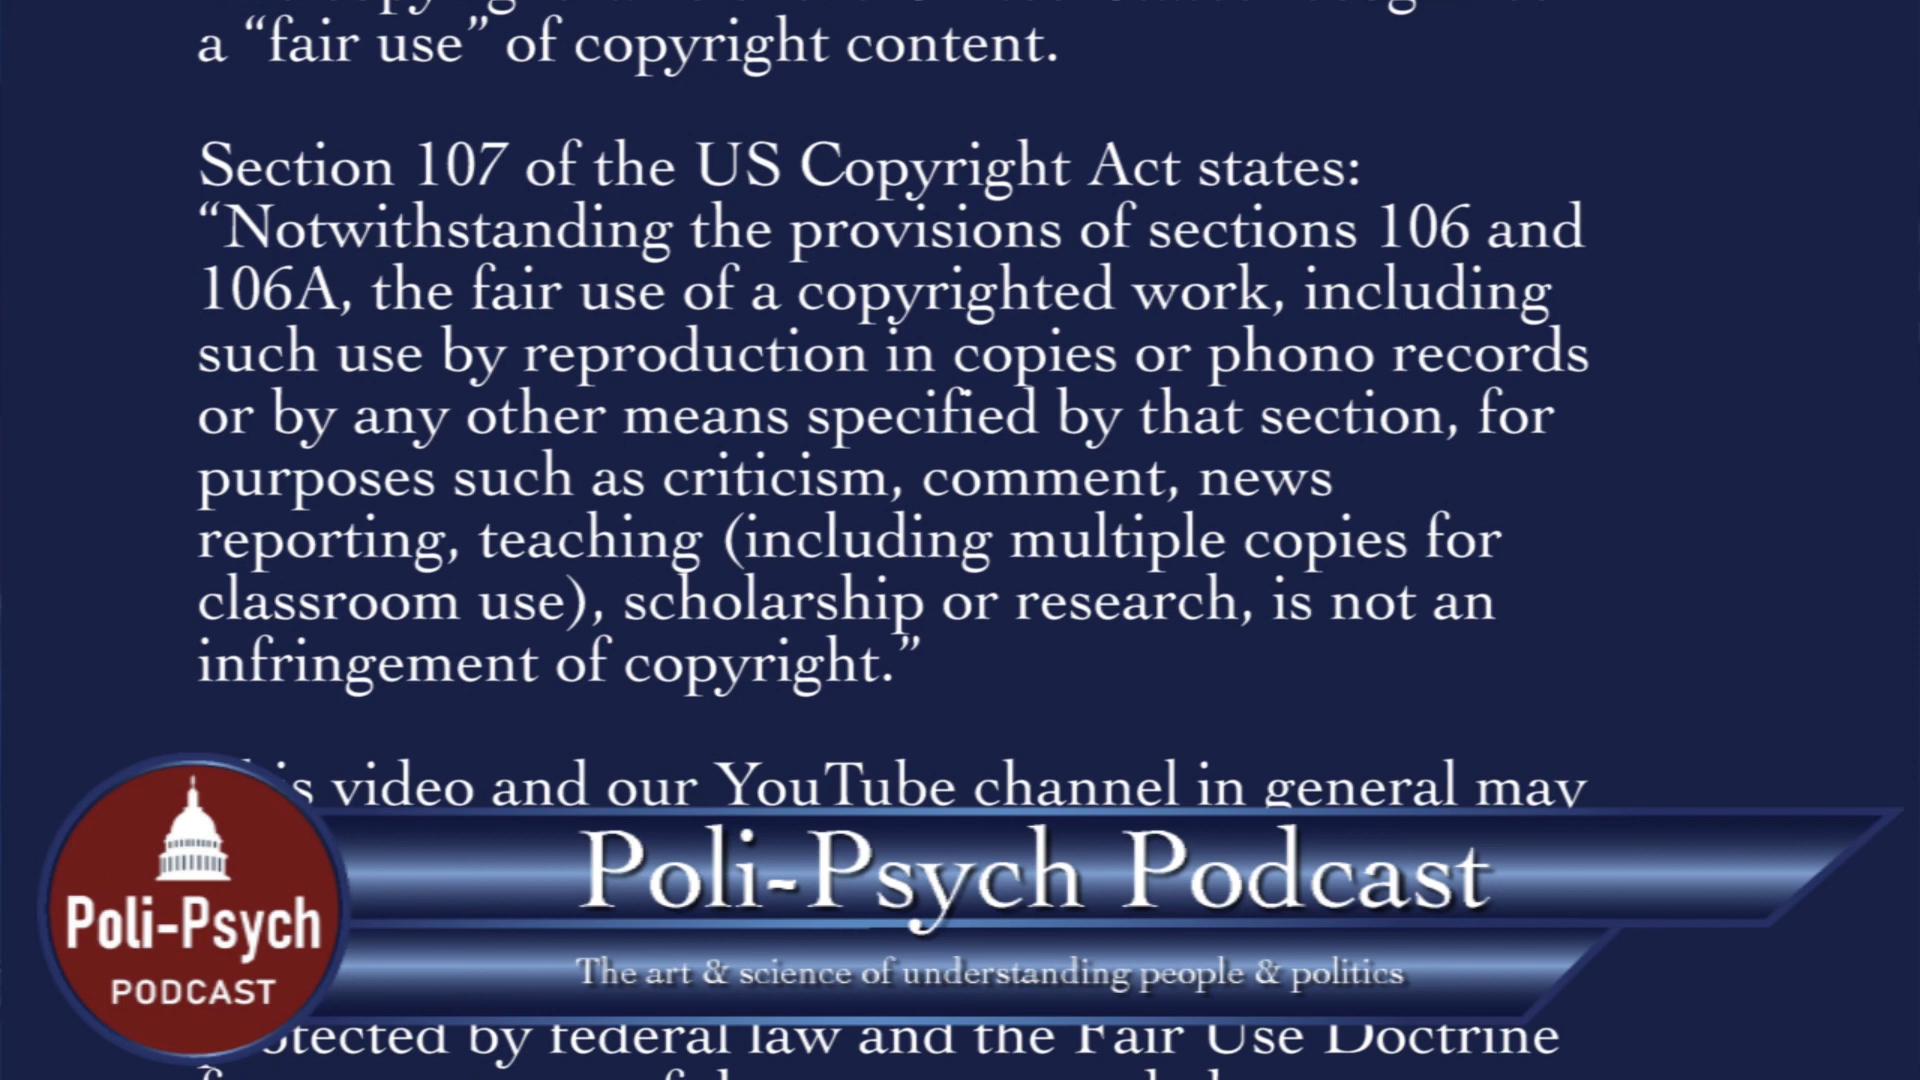 a “fair use” of copyright content.
Section 107 of the US Copyright Act states:
“Notwithstanding the provisions of sections 106 and
106A, the fair use of a copyrighted work, including
such use by reproduction in copies or phono records
or by any other means specified by that section, for
purposes such as criticism, comment, news
reporting, teaching (including multiple copies for
classroom use), scholarship or research, is not an
infringement of copyright.”
video and our YouTube channel in general may
Poli-Psych Podcast
The art & science of understanding people & politics
Poli-Psych
PODCAST
by federal law and the Fair Use Doctrine